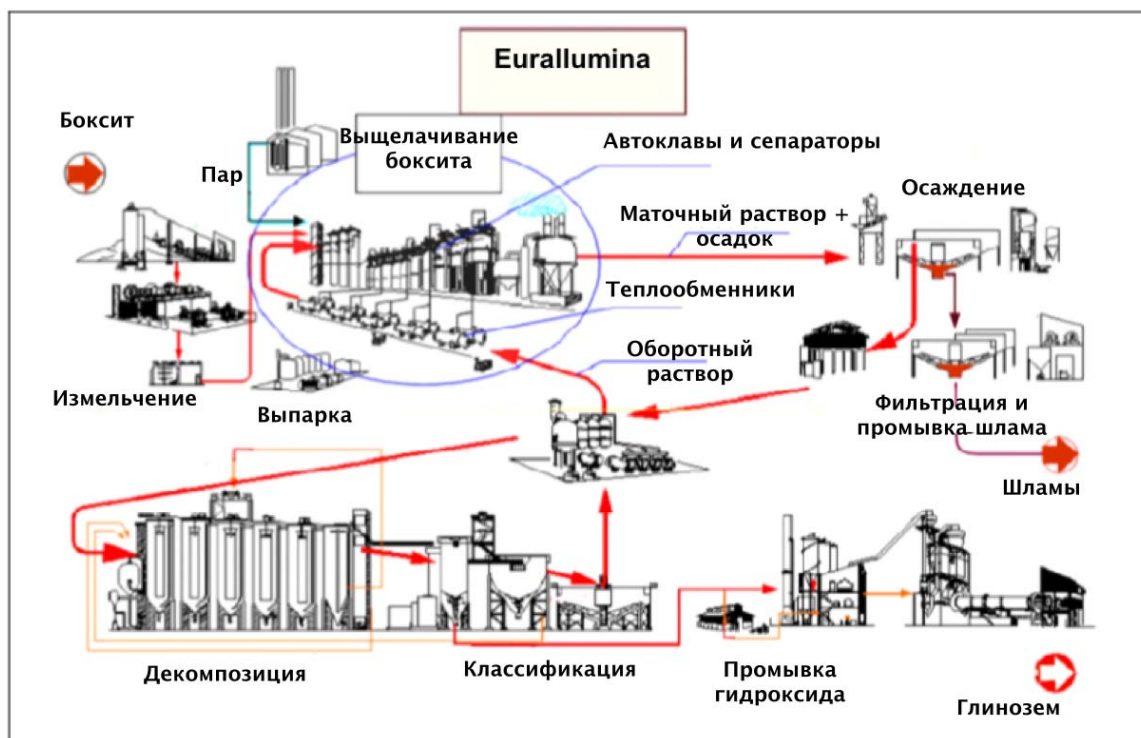 Eurallumina
Боксит
Выщелачивание
боксита
Автоклавы и сепараторы
Пар
Осаждение
Маточный раствор +
осадок
Теплообменники
Оборотный
раствор
Измельчение
Выпарка
Фильтрация и
промывка шлама
Шламы
Декомпозиция
Классификация
Промывка
гидроксида
Глинозем